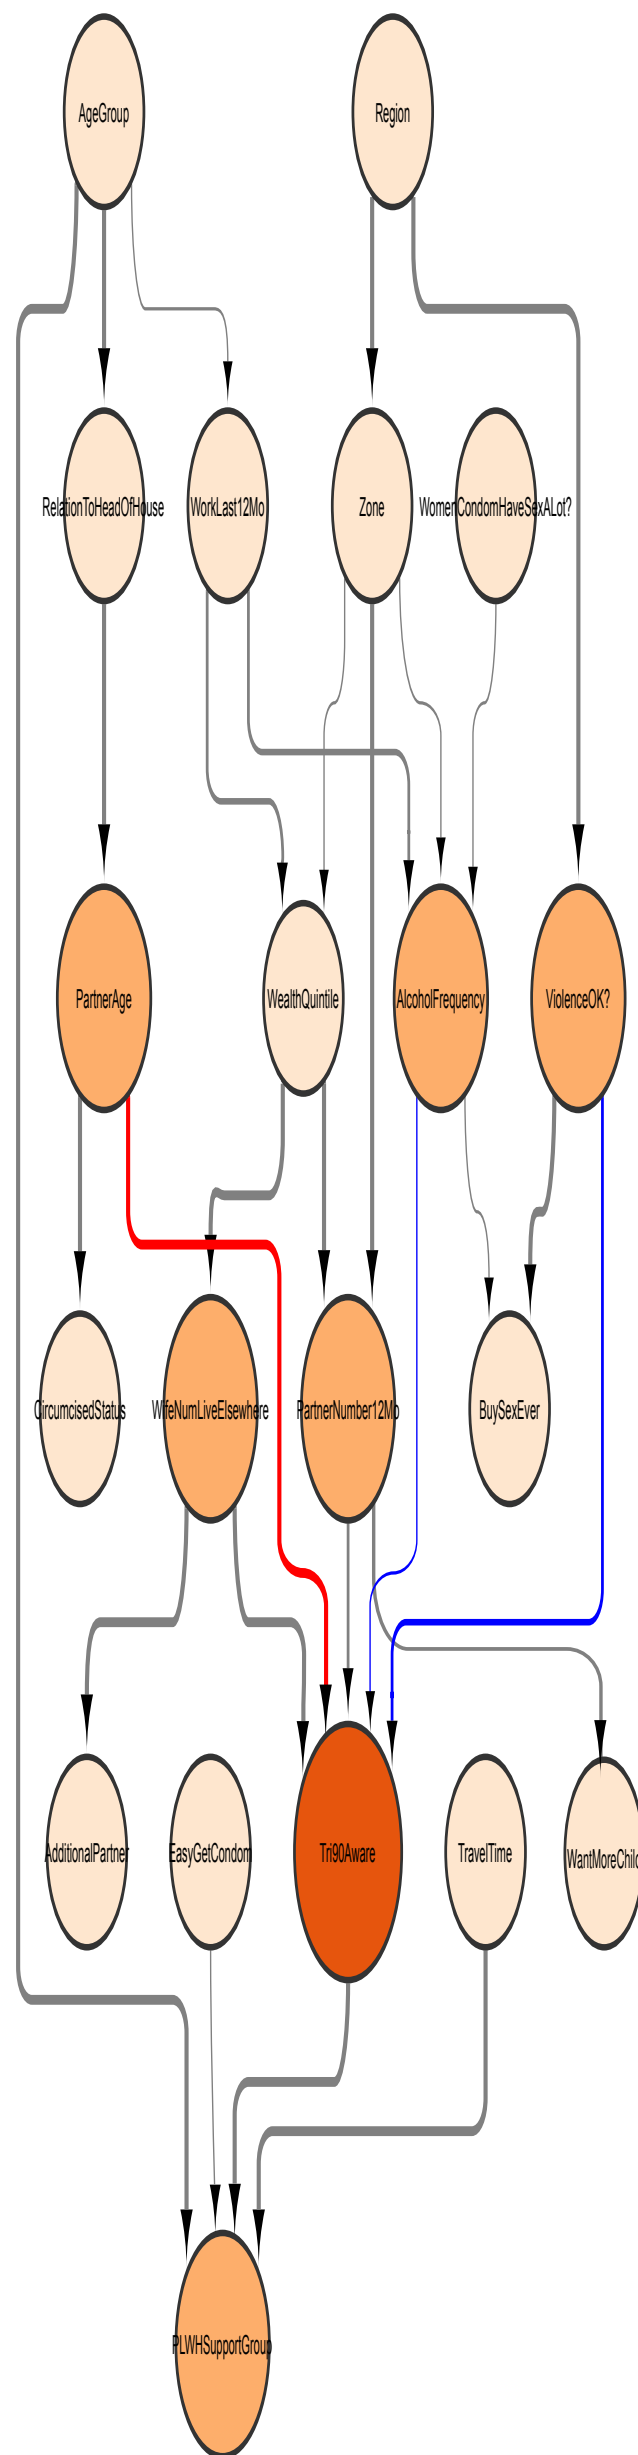 AgeGroup
Region
RelationToHeadOfHouse
WorkLast12Mo
Zone
WomenCondomHaveSexALot?
PartnerAge
WealthQuintile
AlcoholFrequency
ViolenceOK?
CircumcisedStatus
WifeNumLiveElsewhere
PartnerNumber12Mo
BuySexEver
AdditionalPartner
EasyGetCondom
Tri90Aware
TravelTime
WantMoreChild
PLWHSupportGroup